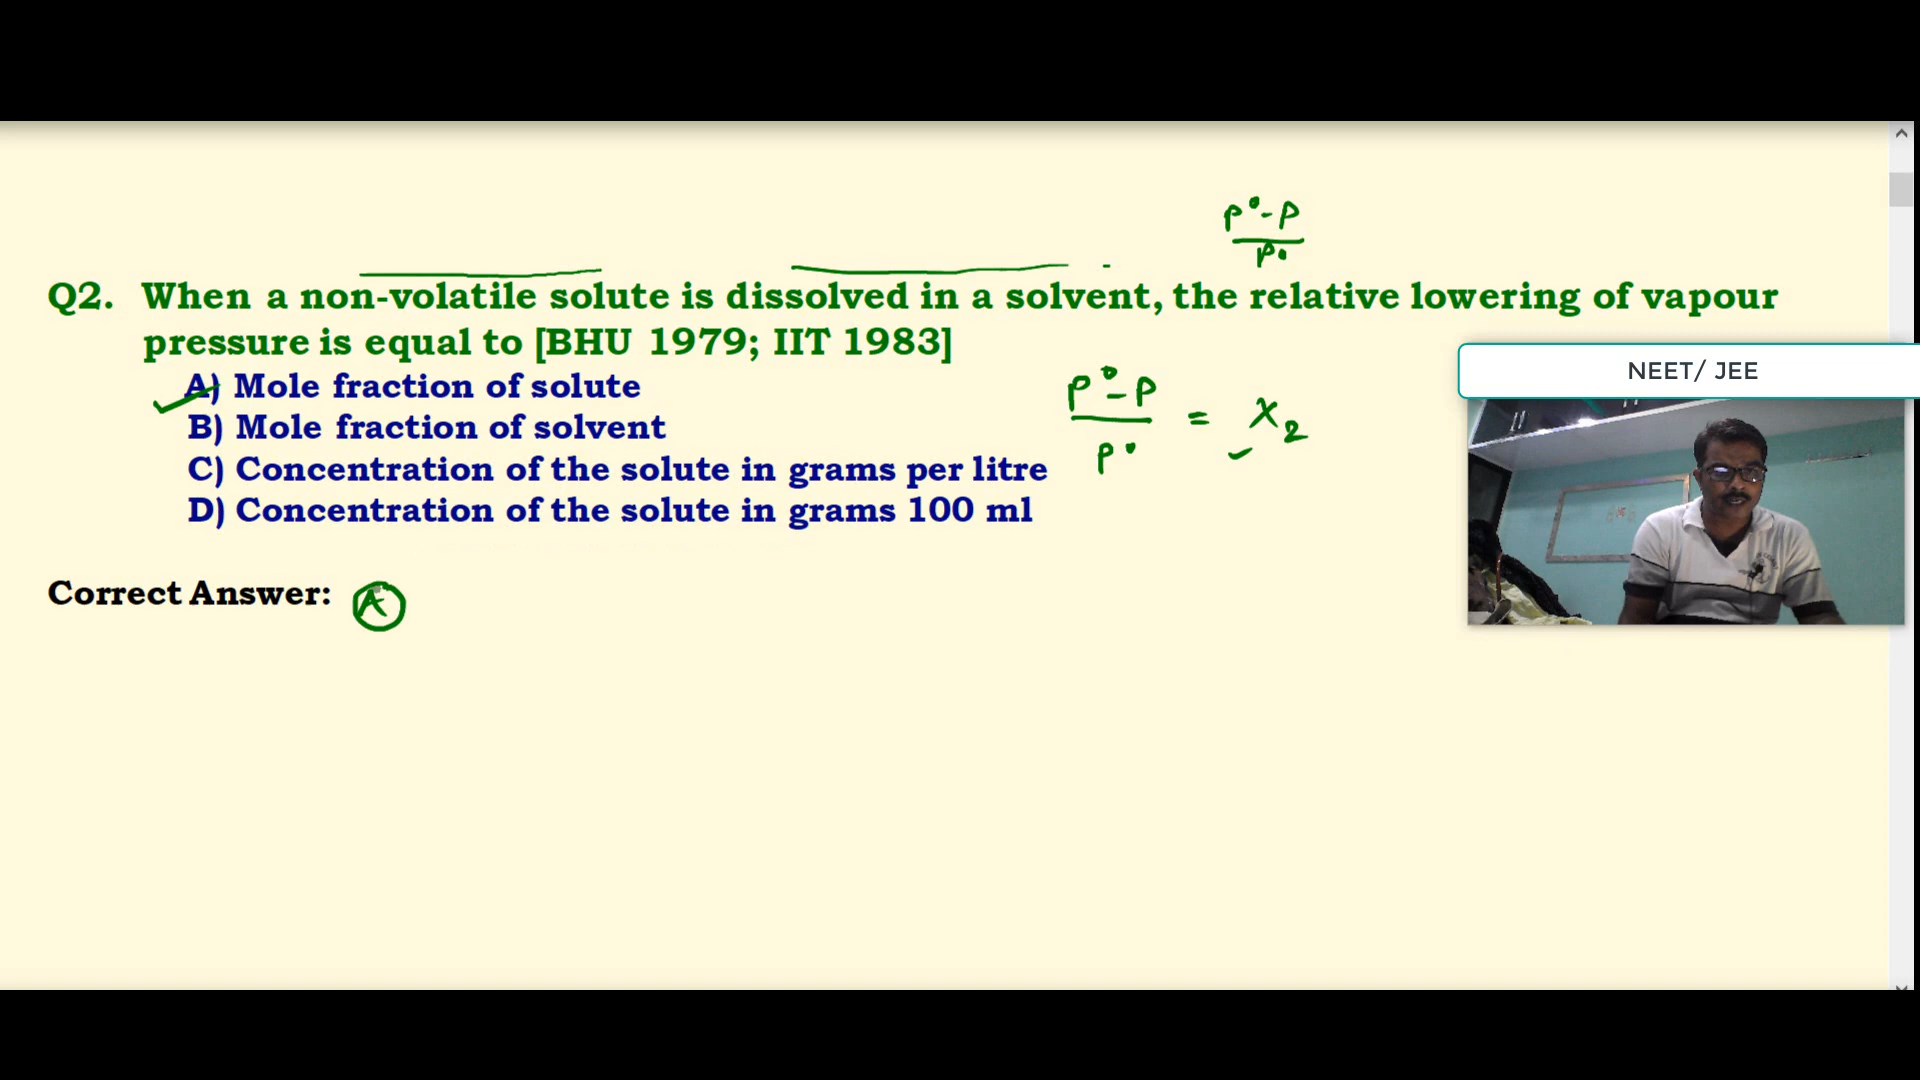 p°-p
p°
Q2. When a non-volatile solute is dissolved in a solvent, the relative lowering of vapour
pressure is equal to [BHU 1979; IIT 1983]
A) Mole fraction of solute
B) Mole fraction of solvent
C) Concentration of the solute in grams per litre
D) Concentration of the solute in grams 100 ml
p°-p
p°
= x₂
NEET/ JEE
Correct Answer: A